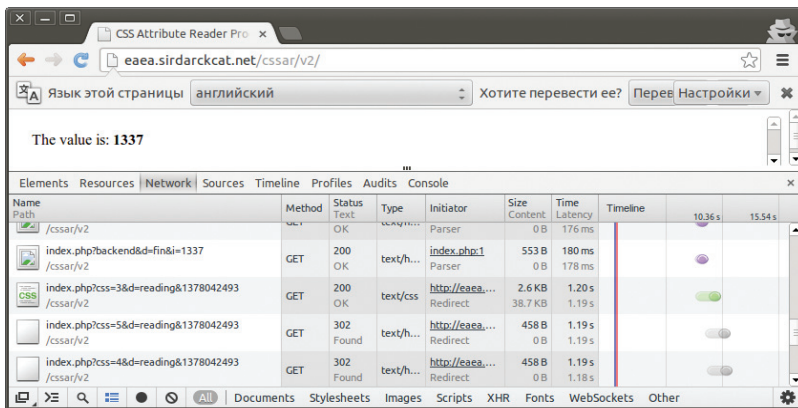 CSS Attribute Reader Pro
eaea.sirdarckcat.net/cssar/v2/
Язык этой страницы английский Хотите перевести ее? Перев Настройки
The value is: 1337
Elements Resources Network Sources Timeline Profiles Audits Console
Name Method Status Type Initiator Size Time Timeline
Path Text Content Latency 10.36 s 15.54 s
/cssar/v2 OK Parser 0 B 176 ms
index.php?backend&d=fin&i=1337 GET 200 text/h... index.php:1 553 B 180 ms
/cssar/v2 OK Parser 0 B 178 ms
CSS index.php?css=3&d=reading&1378042493 GET 200 text/css http://eaea.... 2.6 KB 1.20 s
/cssar/v2 OK Redirect 38.7 KB 1.19 s
index.php?css=5&d=reading&1378042493 GET 302 text/h... http://eaea.... 458 B 1.19 s
/cssar/v2 Found Redirect 0 B 1.19 s
index.php?css=4&d=reading&1378042493 GET 302 text/h... http://eaea.... 458 B 1.19 s
/cssar/v2 Found Redirect 0 B 1.18 s
All Documents Stylesheets Images Scripts XHR Fonts WebSockets Other